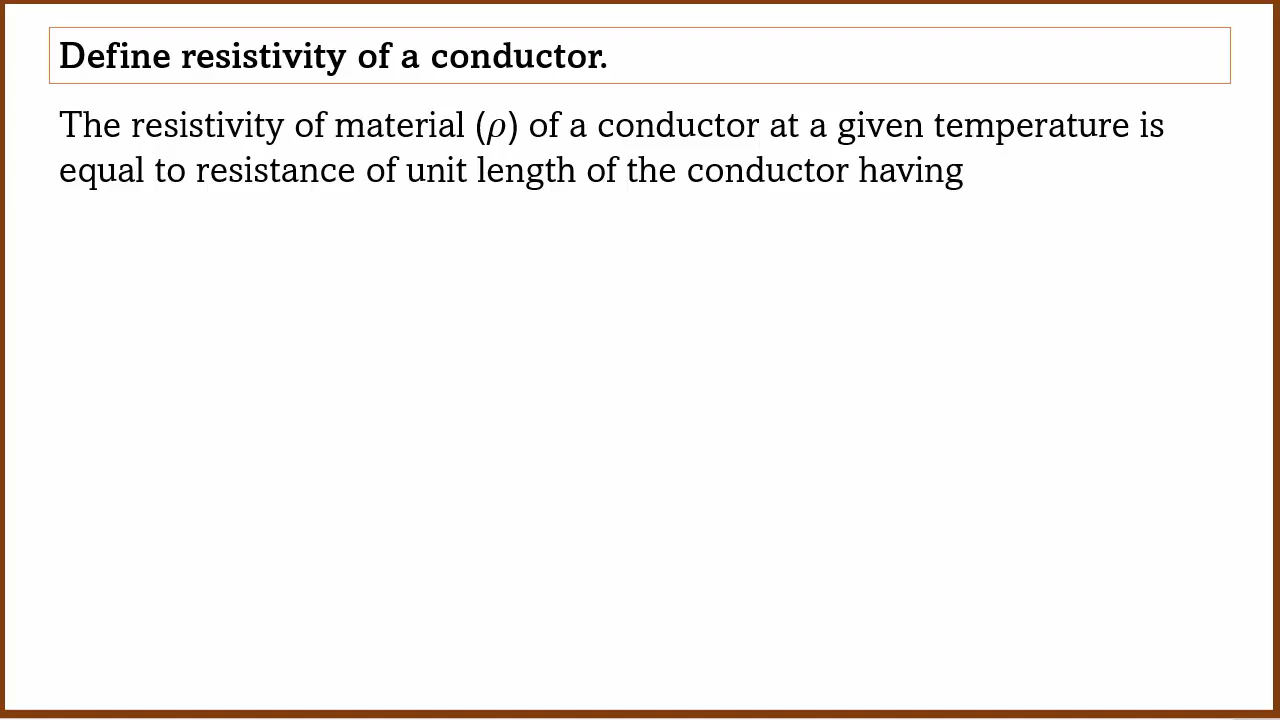 Define resistivity of a conductor.
The resistivity of material (ρ) of a conductor at a given temperature is
equal to resistance of unit length of the conductor having